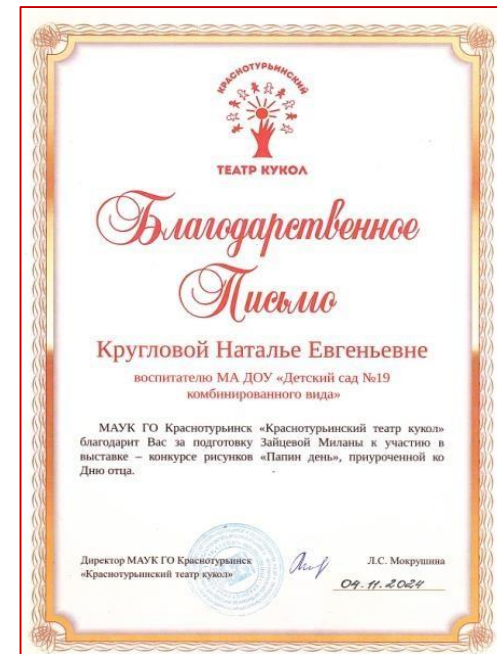 КРАСНОТУРЬИНСКИЙ
ТЕАТР КУКОЛ
Благодарственное
Письмо
Кругловой Наталье Евгеньевне
воспитателю МА ДОУ «Детский сад №19
комбинированного вида»
МАУК ГО Краснотурьинск «Краснотурьинский театр кукол»
благодарит Вас за подготовку Зайцевой Миланы к участию в
выставке – конкурсе рисунков «Папин день», приуроченной ко
Дню отца.
Директор МАУК ГО Краснотурьинск
«Краснотурьинский театр кукол»
Л.С. Мокрушина
04.11.2024